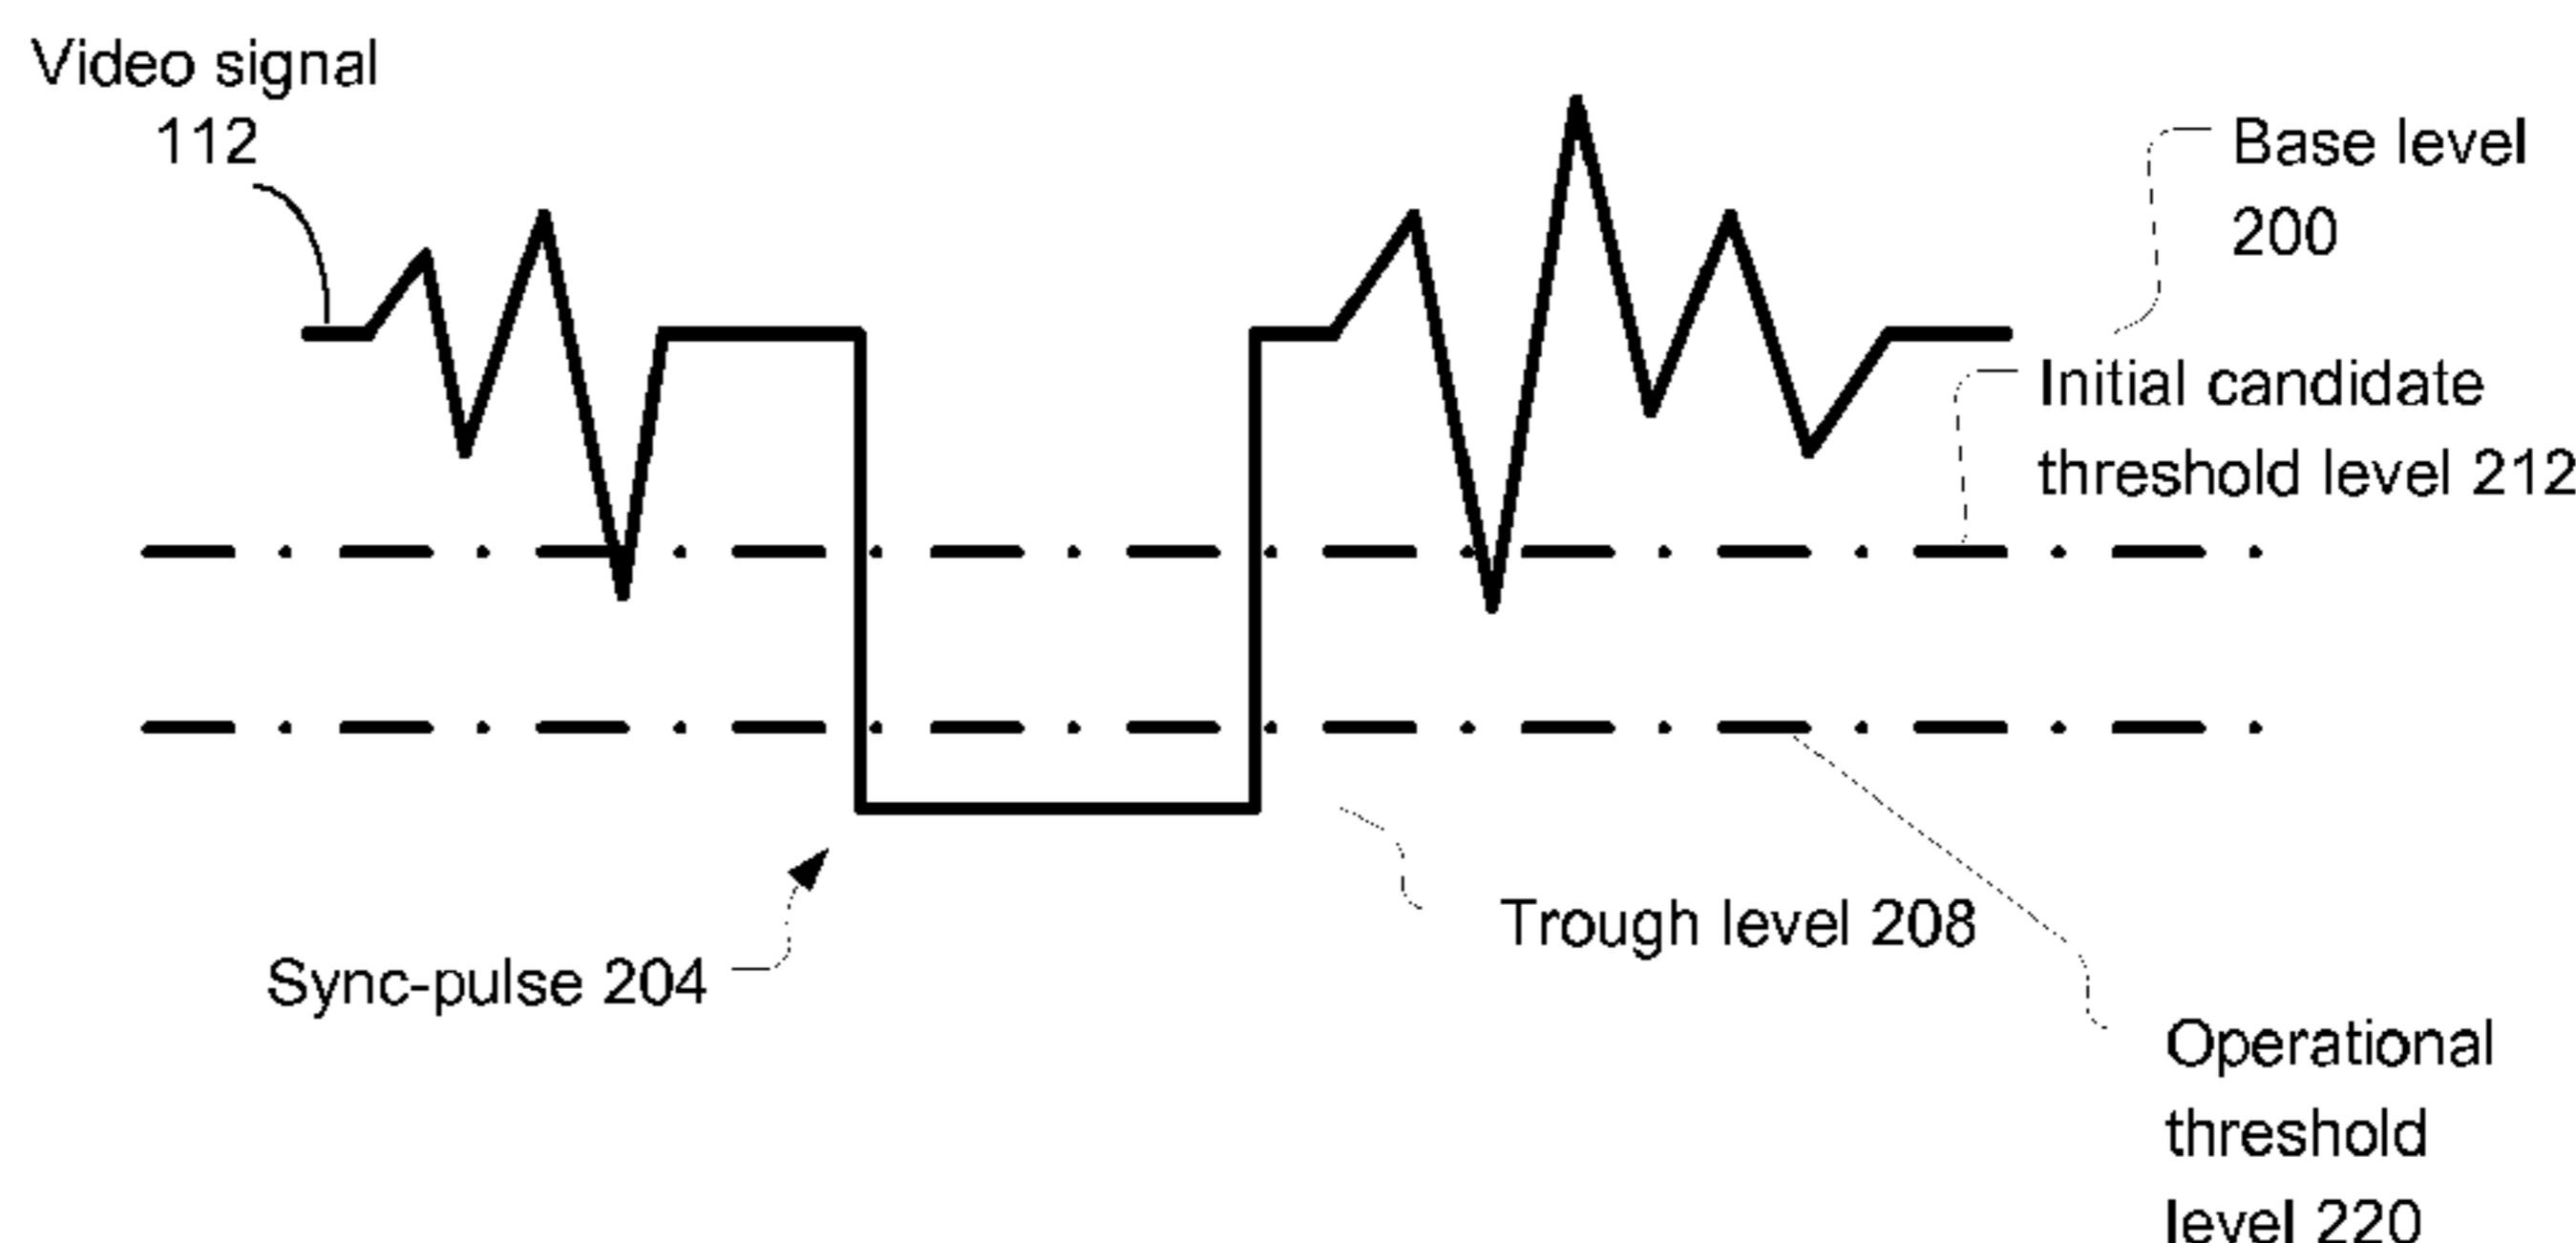 Video signal
112
Base level
200
Initial candidate
threshold level 212
Trough level 208
Sync-pulse 204
Operational
threshold
level 220